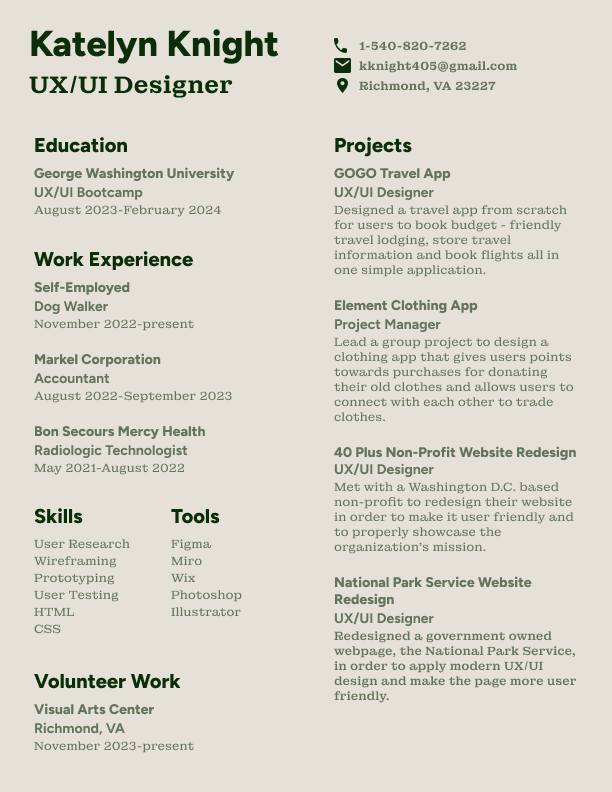 Katelyn Knight
UX/UI Designer
1-540-820-7262
kknight405@gmail.com
Richmond, VA 23227
Education
George Washington University
UX/UI Bootcamp
August 2023-February 2024
Work Experience
Self-Employed
Dog Walker
November 2022-present
Markel Corporation
Accountant
August 2022-September 2023
Bon Secours Mercy Health
Radiologic Technologist
May 2021-August 2022
Skills
User Research
Wireframing
Prototyping
User Testing
HTML
CSS
Tools
Figma
Miro
Wix
Photoshop
Illustrator
Volunteer Work
Visual Arts Center
Richmond, VA
November 2023-present
Projects
GOGO Travel App
UX/UI Designer
Designed a travel app from scratch
for users to book budget - friendly
travel lodging, store travel
information and book flights all in
one simple application.
Element Clothing App
Project Manager
Lead a group project to design a
clothing app that gives users points
towards purchases for donating
their old clothes and allows users to
connect with each other to trade
clothes.
40 Plus Non-Profit Website Redesign
UX/UI Designer
Met with a Washington D.C. based
non-profit to redesign their website
in order to make it user friendly and
to properly showcase the
organization's mission.
National Park Service Website
Redesign
UX/UI Designer
Redesigned a government owned
webpage, the National Park Service,
in order to apply modern UX/UI
design and make the page more user
friendly.